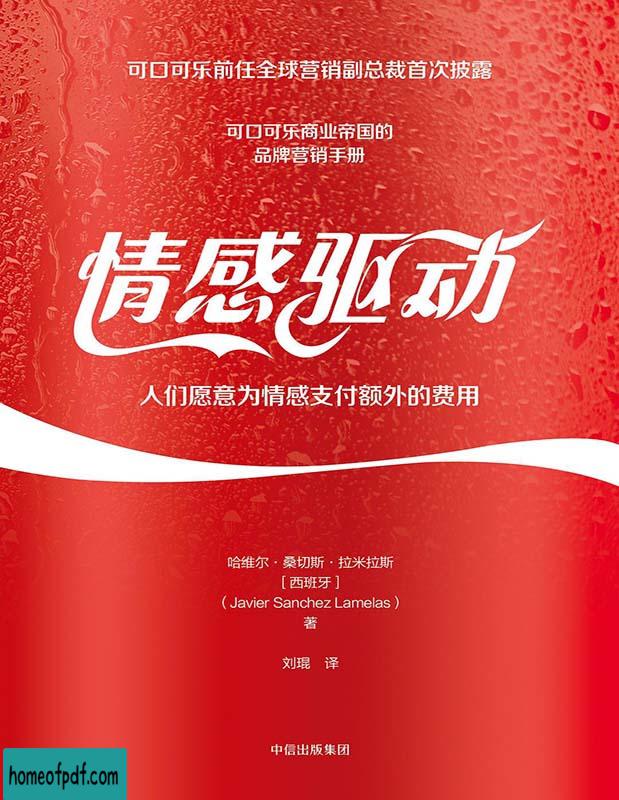 可口可乐前任全球营销副总裁首次披露
可口可乐商业帝国的
品牌营销手册
情感驱动
人们愿意为情感支付额外的费用
哈维尔·桑切斯·拉米拉斯
[西班牙]
(Javier Sanchez Lamelas)
著
刘琨 译
中信出版集团
homeofpdf.com